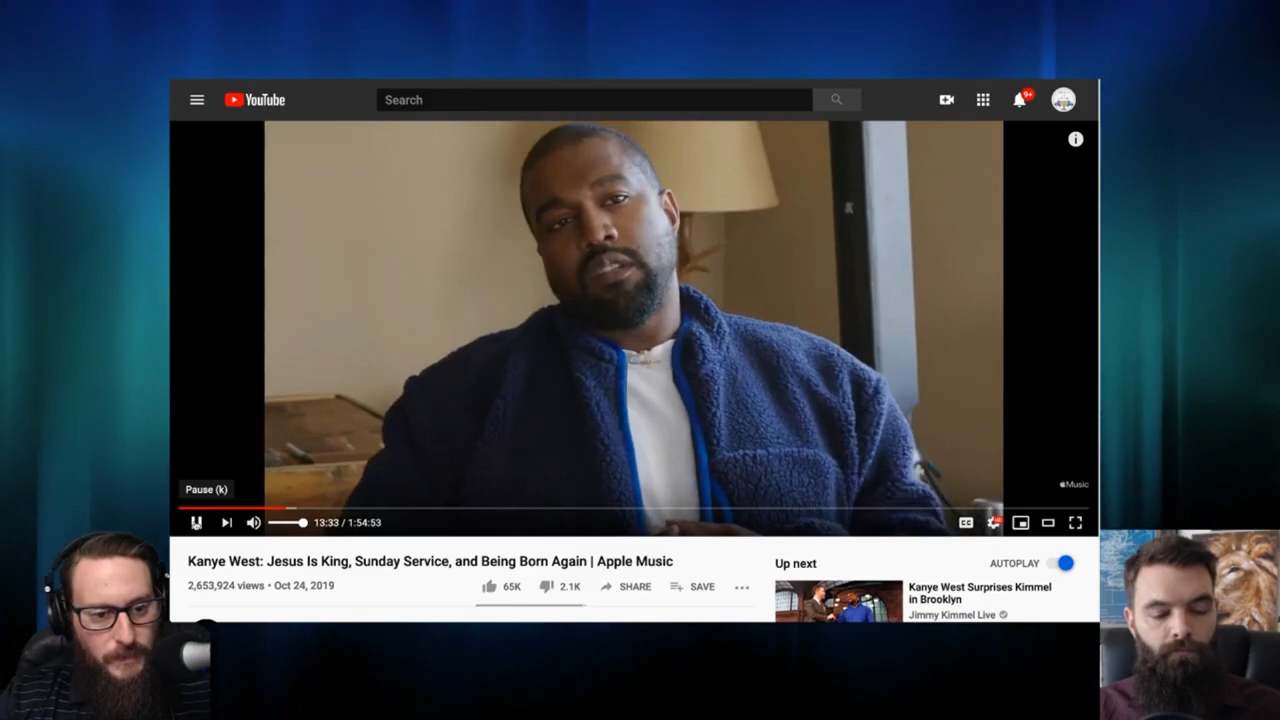 YouTube
Search
9+
Pause (k)
Music
13:33 / 1:54:53
CC
Kanye West: Jesus Is King, Sunday Service, and Being Born Again | Apple Music
2,653,924 views • Oct 24, 2019
65K
2.1K
SHARE
SAVE
Up next
AUTOPLAY
Kanye West Surprises Kimmel
in Brooklyn
Jimmy Kimmel Live